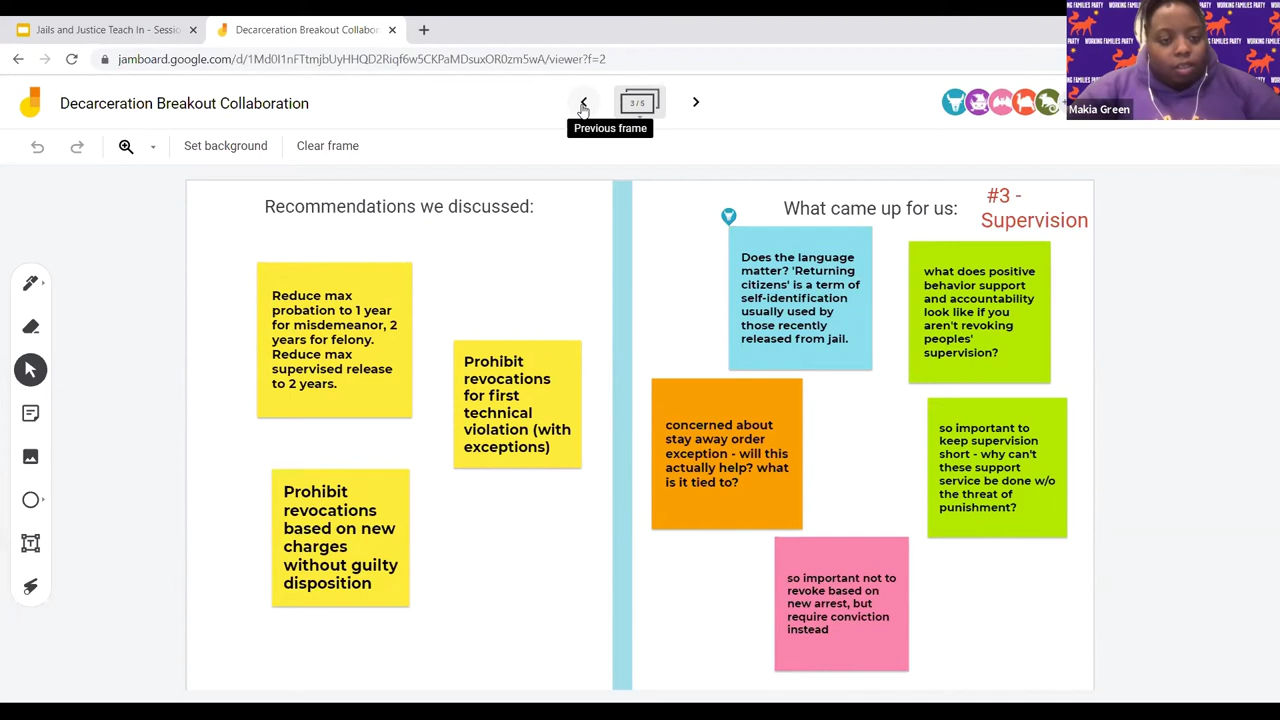 Jails and Justice Teach In - Sessio
Decarceration Breakout Collabor
jamboard.google.com/d/1Md0I1nFTtmjbUyHHQD2Riqf6w5CKPaMDsuxOR0zm5wA/viewer?f=2
WORKING FAMILIES PARTY
Makia Green
Decarceration Breakout Collaboration
3 / 5
Previous frame
Set background
Clear frame
Recommendations we discussed:
Reduce max
probation to 1 year
for misdemeanor, 2
years for felony.
Reduce max
supervised release
to 2 years.
Prohibit
revocations
for first
technical
violation (with
exceptions)
Prohibit
revocations
based on new
charges
without guilty
disposition
What came up for us:
#3 -
Supervision
Does the language
matter? 'Returning
citizens' is a term of
self-identification
usually used by
those recently
released from jail.
what does positive
behavior support
and accountability
look like if you
aren't revoking
peoples'
supervision?
concerned about
stay away order
exception - will this
actually help? what
is it tied to?
so important to
keep supervision
short - why can't
these support
service be done w/o
the threat of
punishment?
so important not to
revoke based on
new arrest, but
require conviction
instead